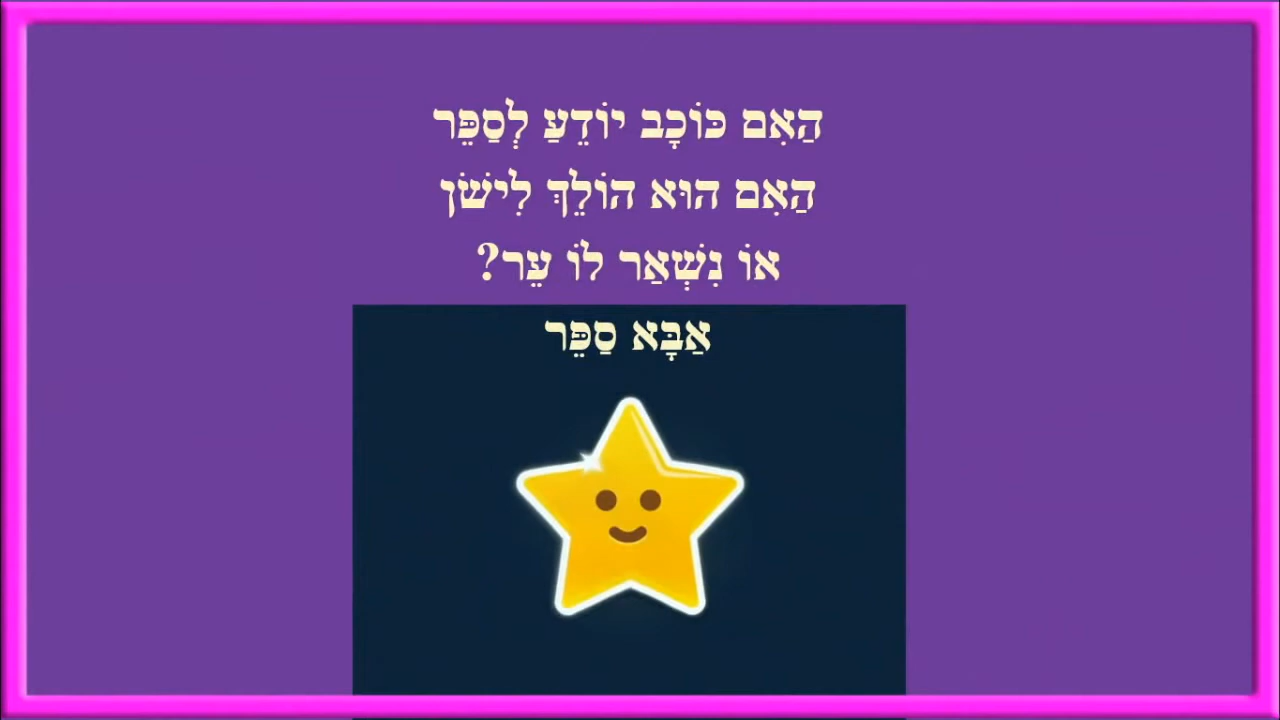 הַאִם כּוֹכָב יוֹדֵעַ לְסַפֵּר
הַאִם הוּא הוֹלֵךְ לִישֹׁן
אוֹ נִשְׁאַר לוֹ עֵר?
אַבָּא סַפֵּר